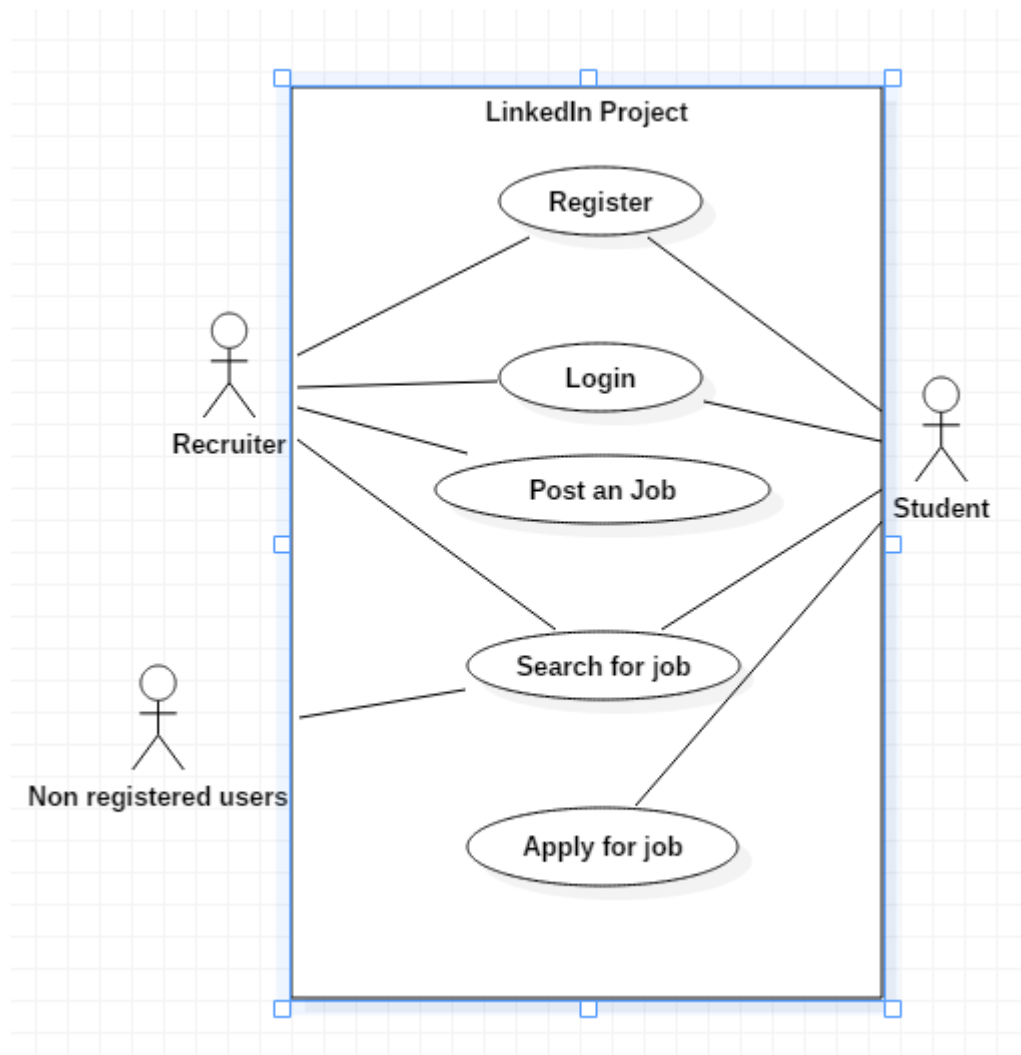 LinkedIn Project
Register
Login
Recruiter
Post an Job
Student
Search for job
Non registered users
Apply for job